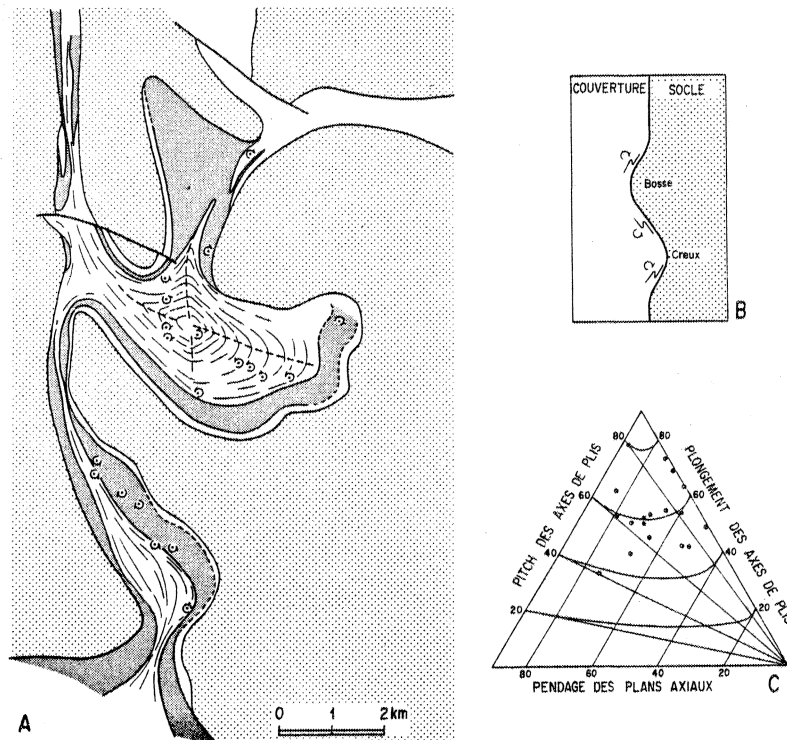 A
0 1 2 km
COUVERTURE SOCLE
Bosse
Creux
B
80 80
60 60
40 40
20 20
PITCH DES AXES DE PLIS
PLONGEMENT DES AXES DE PLIS
80 60 40 20
PENDAGE DES PLANS AXIAUX
C